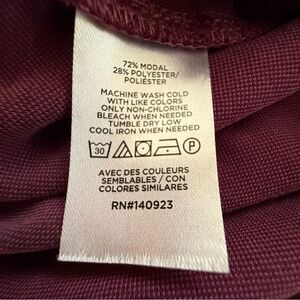 72% MODAL
28% POLYESTER/
POLIÉSTER
MACHINE WASH COLD
WITH LIKE COLORS
ONLY NON-CHLORINE
BLEACH WHEN NEEDED
TUMBLE DRY LOW
COOL IRON WHEN NEEDED
30 P
AVEC DES COULEURS
SEMBLABLES / CON
COLORES SIMILARES
RN#140923